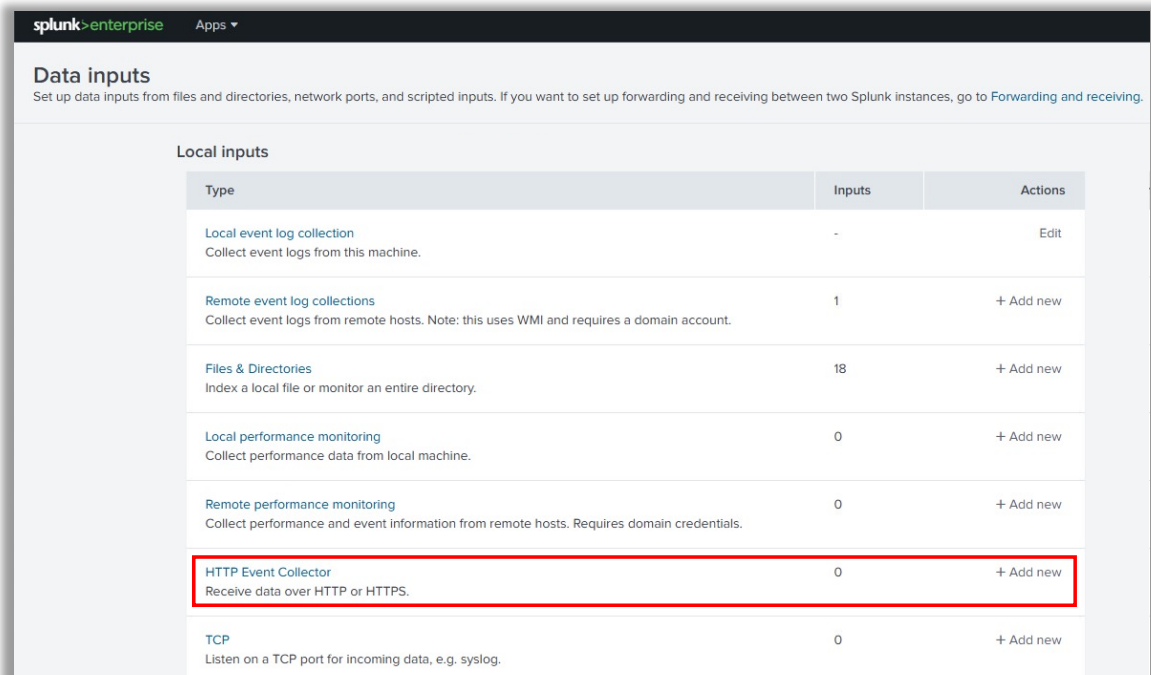 splunk>enterprise Apps ▾
Data inputs
Set up data inputs from files and directories, network ports, and scripted inputs. If you want to set up forwarding and receiving between two Splunk instances, go to Forwarding and receiving.
Local inputs
Type Inputs Actions
Local event log collection - Edit
Collect event logs from this machine.
Remote event log collections 1 + Add new
Collect event logs from remote hosts. Note: this uses WMI and requires a domain account.
Files & Directories 18 + Add new
Index a local file or monitor an entire directory.
Local performance monitoring 0 + Add new
Collect performance data from local machine.
Remote performance monitoring 0 + Add new
Collect performance and event information from remote hosts. Requires domain credentials.
HTTP Event Collector 0 + Add new
Receive data over HTTP or HTTPS.
TCP 0 + Add new
Listen on a TCP port for incoming data, e.g. syslog.